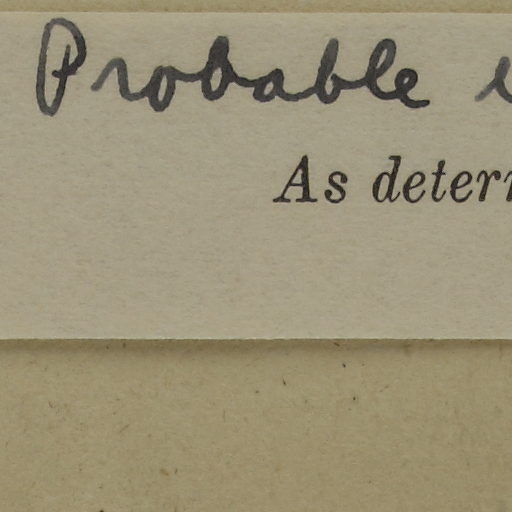 Probable
As deter